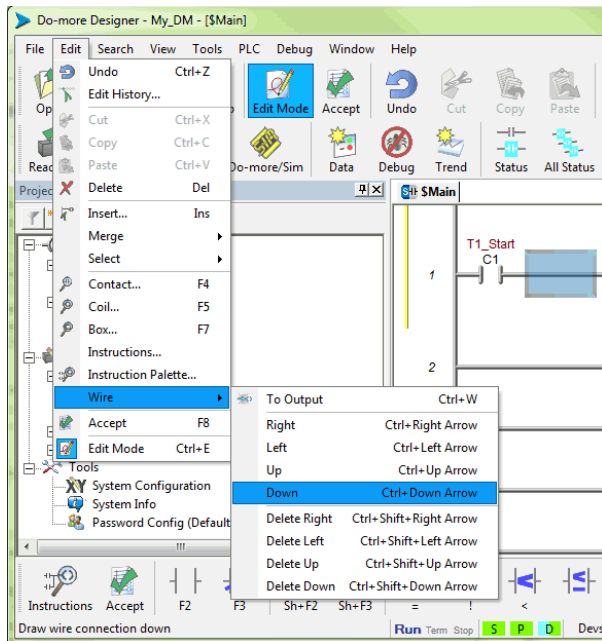 Do-more Designer - My_DM - [$Main]
File Edit Search View Tools PLC Debug Window Help
Op Edit Mode Accept Undo Cut Copy Paste
Read Do-more/Sim Data Debug Trend Status All Status
Undo Ctrl+Z
Edit History...
Cut Ctrl+X
Copy Ctrl+C
Paste Ctrl+V
Delete Del
Insert... Ins
Merge
Select
Contact... F4
Coil... F5
Box... F7
Instructions...
Instruction Palette...
Wire
Accept F8
Edit Mode Ctrl+E
To Output Ctrl+W
Right Ctrl+Right Arrow
Left Ctrl+Left Arrow
Up Ctrl+Up Arrow
Down Ctrl+Down Arrow
Delete Right Ctrl+Shift+Right Arrow
Delete Left Ctrl+Shift+Left Arrow
Delete Up Ctrl+Shift+Up Arrow
Delete Down Ctrl+Shift+Down Arrow
Projec
$Main
T1_Start
C1
1
2
Tools
System Configuration
System Info
Password Config (Default
Instructions Accept F2 F3 Sh+F2 Sh+F3 = ! <
Draw wire connection down Run Term Stop S P D Devs